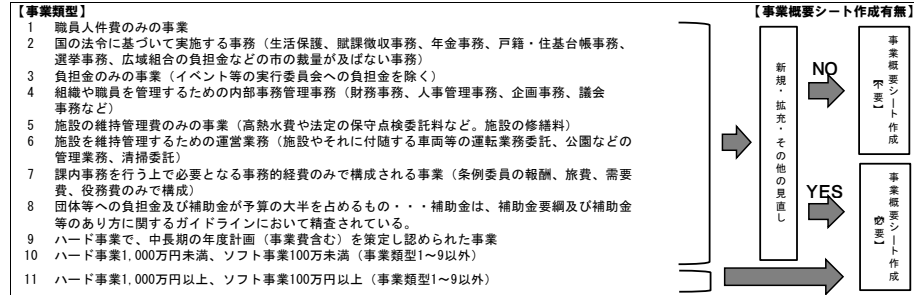 【事業類型】
【事業概要シート作成有無】
1 職員人件費のみの事業
2 国の法令に基づいて実施する事務（生活保護、賦課徴収事務、年金事務、戸籍・住基台帳事務、
選挙事務、広域組合の負担金などの市の裁量が及ばない事務）
3 負担金のみの事業（イベント等の実行委員会への負担金を除く）
4 組織や職員を管理するための内部事務管理事務（財務事務、人事管理事務、企画事務、議会
事務など）
5 施設の維持管理費のみの事業（高熱水費や法定の保守点検委託料など。施設の修繕料）
6 施設を維持管理するための運営業務（施設やそれに付随する車両等の運転業務委託、公園などの
管理業務、清掃委託）
7 課内事務を行う上で必要となる事務的経費のみで構成される事業（条例委員の報酬、旅費、需要
費、役務費のみで構成）
8 団体等への負担金及び補助金が予算の大半を占めるもの・・・補助金は、補助金要綱及び補助金
等のあり方に関するガイドラインにおいて精査されている。
9 ハード事業で、中長期の年度計画（事業費含む）を策定し認められた事業
10 ハード事業1,000万円未満、ソフト事業100万未満（事業類型1～9以外）
11 ハード事業1,000万円以上、ソフト事業100万円以上（事業類型1～9以外）
新規・拡充・その他の見直し
NO
事業概要シート作成
【不要】
YES
事業概要シート作成
【必要】